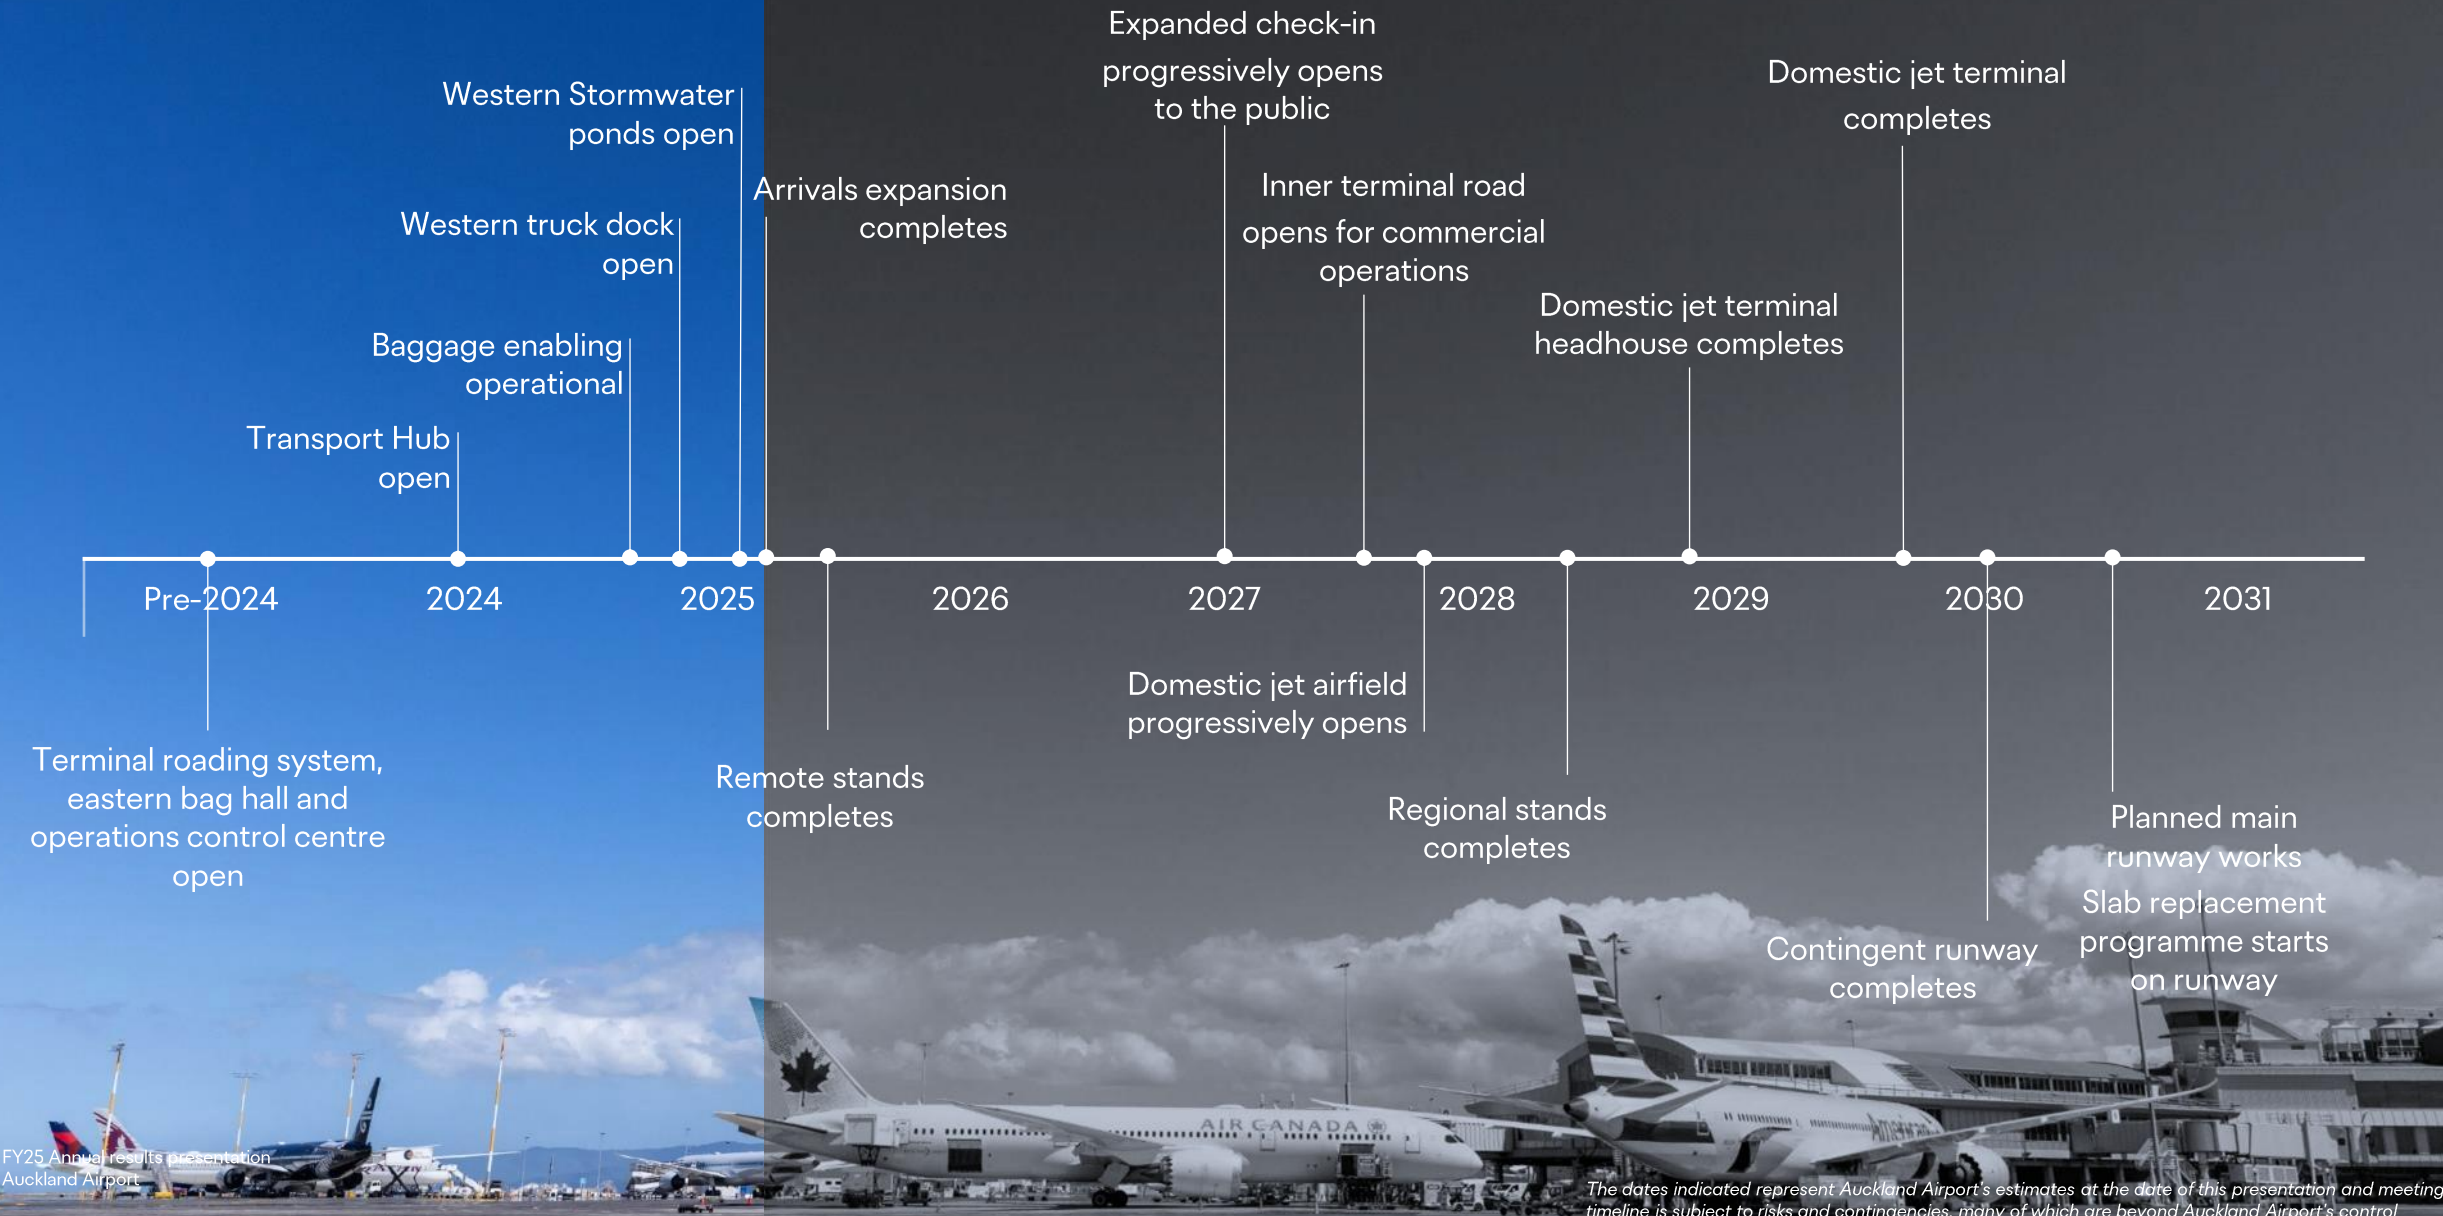 Expanded check-in
progressively opens
to the public
Domestic jet terminal
completes
Western Stormwater
ponds open
Arrivals expansion
completes
Inner terminal road
opens for commercial
operations
Western truck dock
open
Domestic jet terminal
headhouse completes
Baggage enabling
operational
Transport Hub
open
Pre-2024
2024
2025
2026
2027
2028
2029
2030
2031
Terminal roading system,
eastern bag hall and
operations control centre
open
Remote stands
completes
Domestic jet airfield
progressively opens
Regional stands
completes
Contingent runway
completes
Planned main
runway works
Slab replacement
programme starts
on runway
AIR CANADA
American
FY25 Annual results presentation
Auckland Airport
The dates indicated represent Auckland Airport's estimates at the date of this presentation and meeting
timeline is subject to risks and contingencies, many of which are beyond Auckland Airport's control